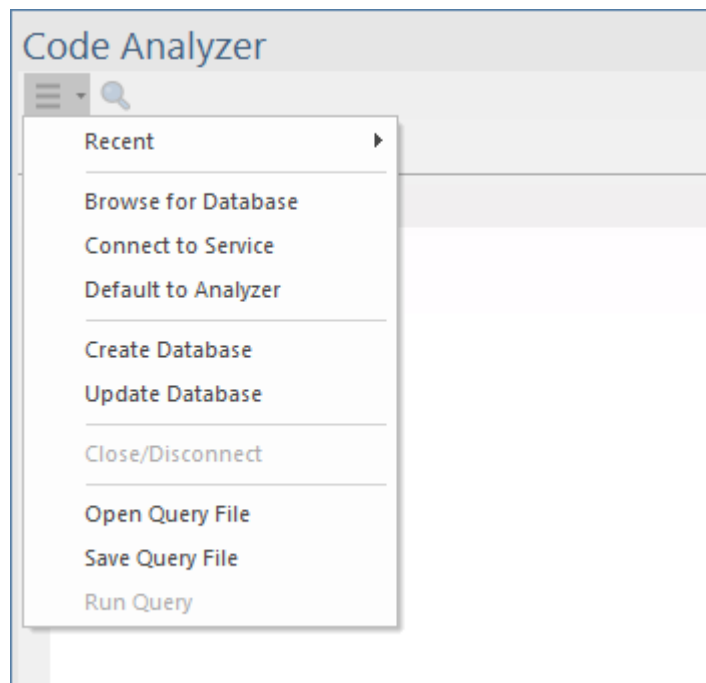 Code Analyzer
Recent
Browse for Database
Connect to Service
Default to Analyzer
Create Database
Update Database
Close/Disconnect
Open Query File
Save Query File
Run Query